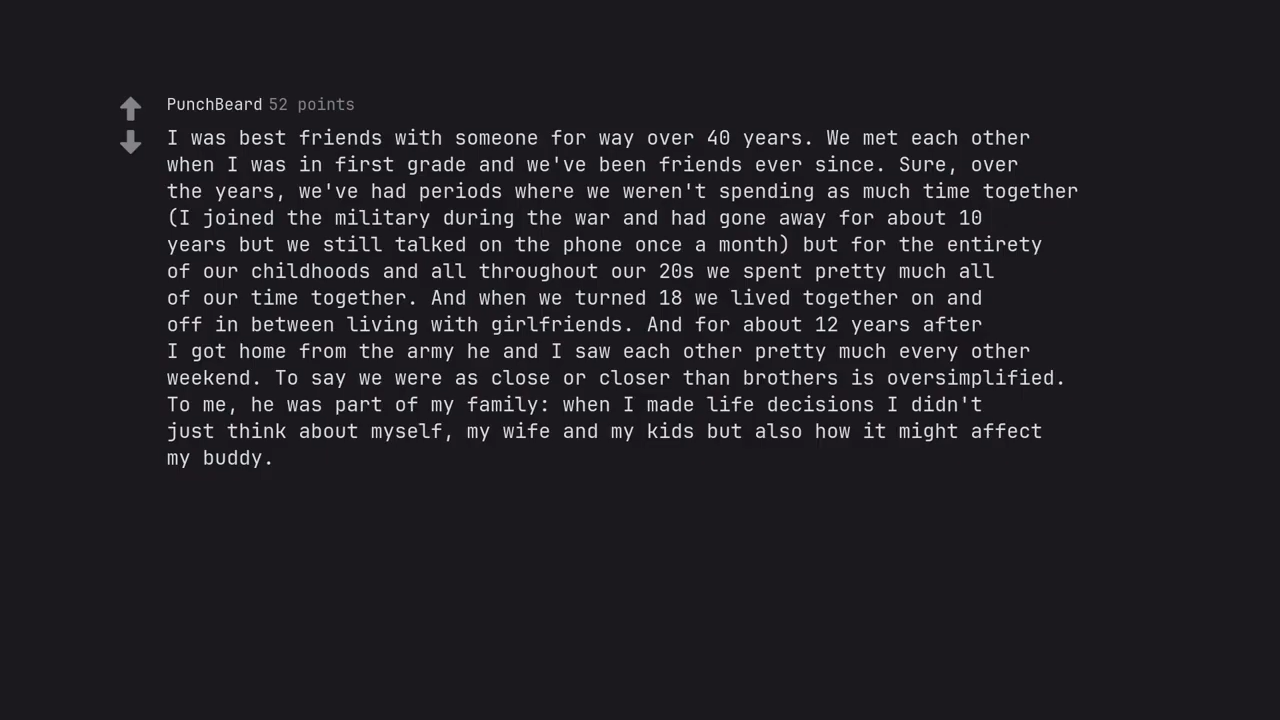 PunchBeard 52 points
I was best friends with someone for way over 40 years. We met each other
when I was in first grade and we've been friends ever since. Sure, over
the years, we've had periods where we weren't spending as much time together
(I joined the military during the war and had gone away for about 10
years but we still talked on the phone once a month) but for the entirety
of our childhoods and all throughout our 20s we spent pretty much all
of our time together. And when we turned 18 we lived together on and
off in between living with girlfriends. And for about 12 years after
I got home from the army he and I saw each other pretty much every other
weekend. To say we were as close or closer than brothers is oversimplified.
To me, he was part of my family: when I made life decisions I didn't
just think about myself, my wife and my kids but also how it might affect
my buddy.